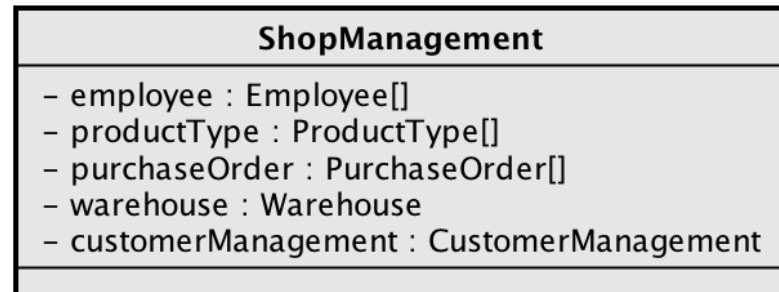 ShopManagement
– employee : Employee[]
– productType : ProductType[]
– purchaseOrder : PurchaseOrder[]
– warehouse : Warehouse
– customerManagement : CustomerManagement